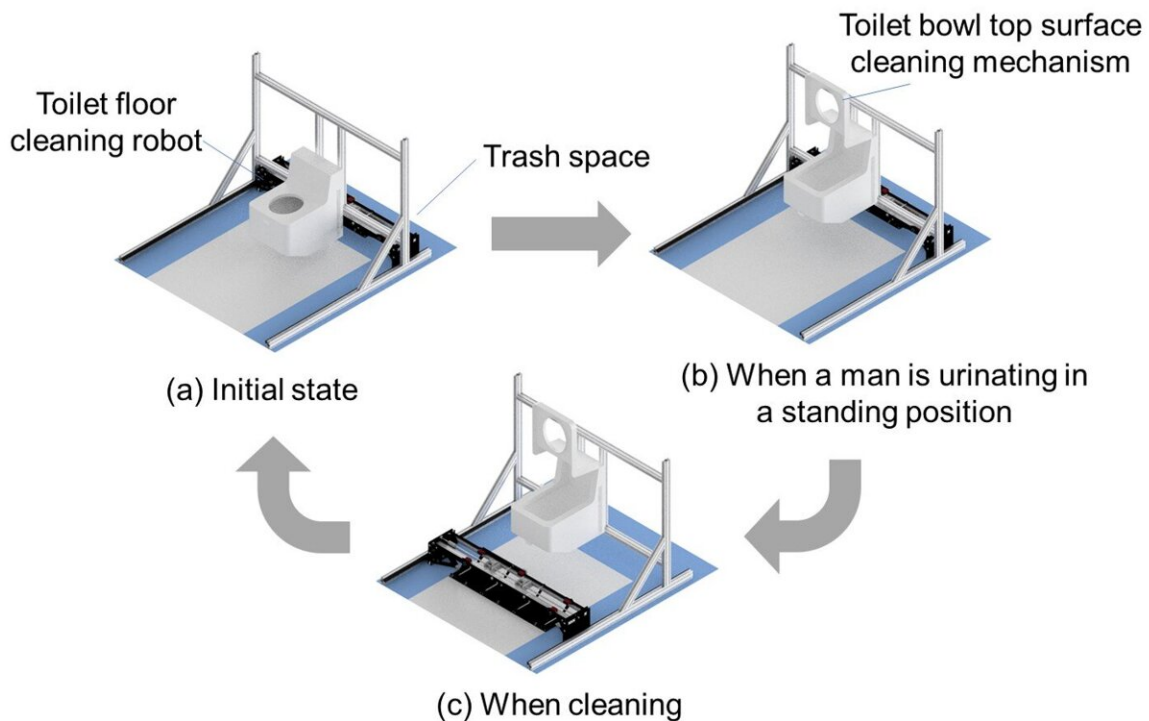 Toilet floor
cleaning robot
Trash space
Toilet bowl top surface
cleaning mechanism
(a) Initial state
(b) When a man is urinating in
a standing position
(c) When cleaning